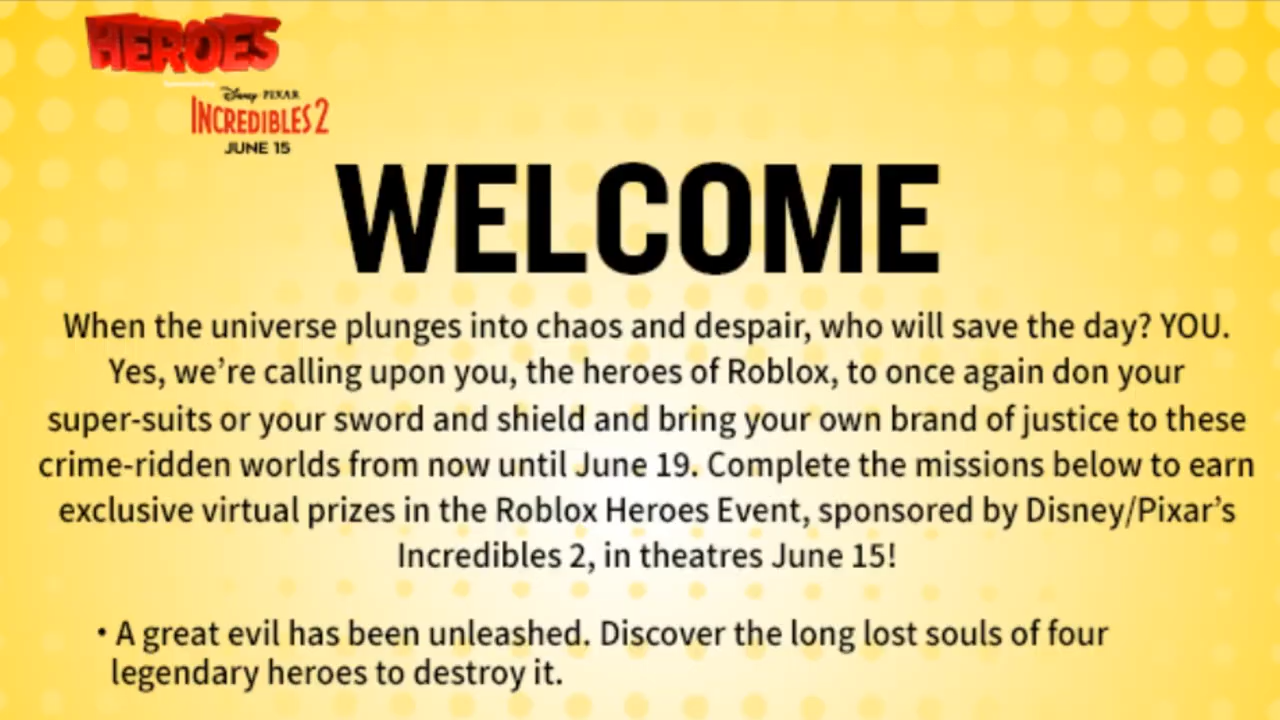 HEROES
Disney PIXAR
INCREDIBLES 2
JUNE 15
WELCOME
When the universe plunges into chaos and despair, who will save the day? YOU.
Yes, we’re calling upon you, the heroes of Roblox, to once again don your
super-suits or your sword and shield and bring your own brand of justice to these
crime-ridden worlds from now until June 19. Complete the missions below to earn
exclusive virtual prizes in the Roblox Heroes Event, sponsored by Disney/Pixar’s
Incredibles 2, in theatres June 15!
• A great evil has been unleashed. Discover the long lost souls of four
legendary heroes to destroy it.